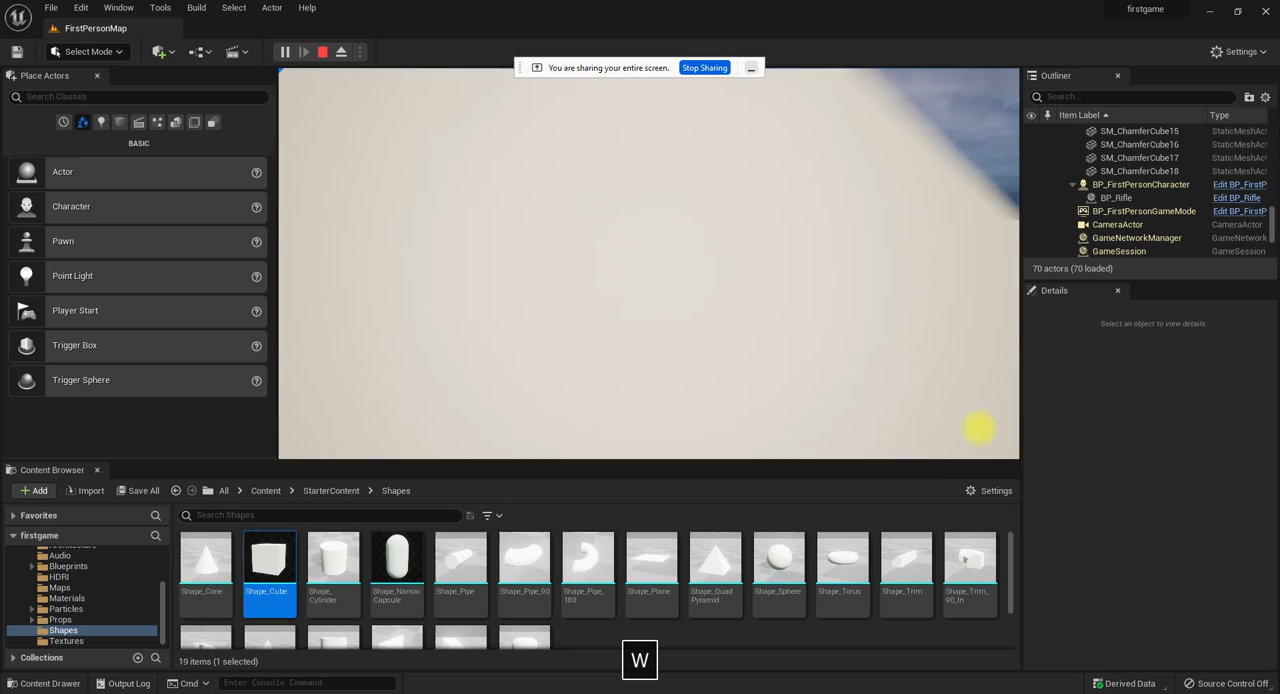 File Edit Window Tools Build Select Actor Help
firstgame
FirstPersonMap
Select Mode
Settings
You are sharing your entire screen. Stop Sharing
Place Actors
Search Classes
BASIC
Actor
Character
Pawn
Point Light
Player Start
Trigger Box
Trigger Sphere
Outliner
Search...
Item Label Type
SM_ChamferCube15 StaticMeshAct
SM_ChamferCube16 StaticMeshAct
SM_ChamferCube17 StaticMeshAct
SM_ChamferCube18 StaticMeshAct
BP_FirstPersonCharacter Edit BP_FirstP
BP_Rifle Edit BP_Rifle
BP_FirstPersonGameMode Edit BP_FirstP
CameraActor CameraActor
GameNetworkManager GameNetwork
GameSession GameSession
70 actors (70 loaded)
Details
Select an object to view details.
Content Browser
Add Import Save All All Content StarterContent Shapes Settings
Favorites
Search Shapes
firstgame
Audio
Blueprints
HDRI
Maps
Materials
Particles
Props
Shapes
Textures
Collections
Shape_Cone
Shape_Cube
Shape_
Cylinder
Shape_Narrow
Capsule
Shape_Pipe
Shape_Pipe_90
Shape_Pipe_
180
Shape_Plane
Shape_Quad
Pyramid
Shape_Sphere
Shape_Torus
Shape_Trim
Shape_Trim_
90_In
19 items (1 selected)
W
Content Drawer Output Log Cmd Enter Console Command Derived Data Source Control Off